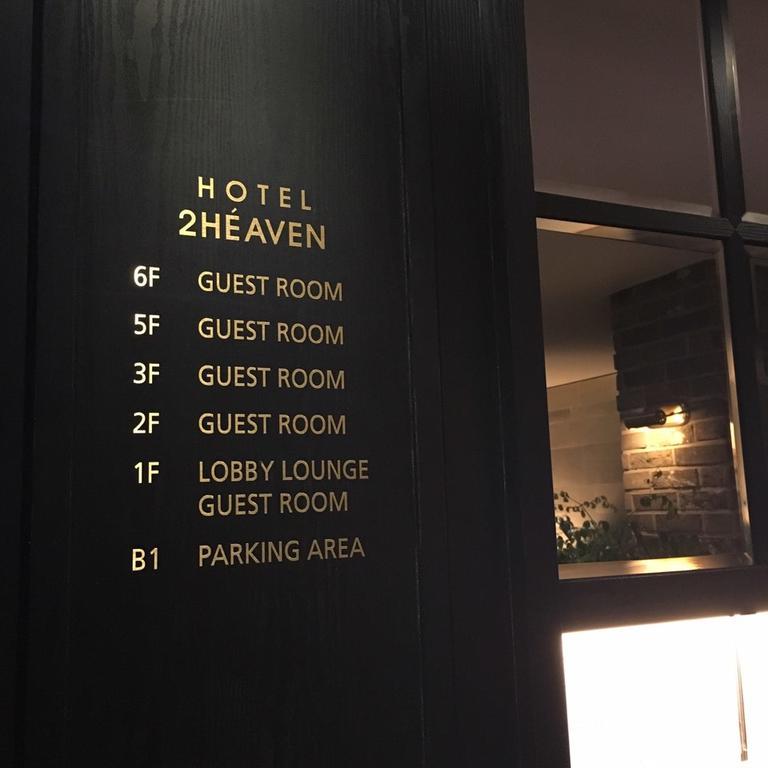 HOTEL
2HÉAVEN
6F GUEST ROOM
5F GUEST ROOM
3F GUEST ROOM
2F GUEST ROOM
1F LOBBY LOUNGE
GUEST ROOM
B1 PARKING AREA